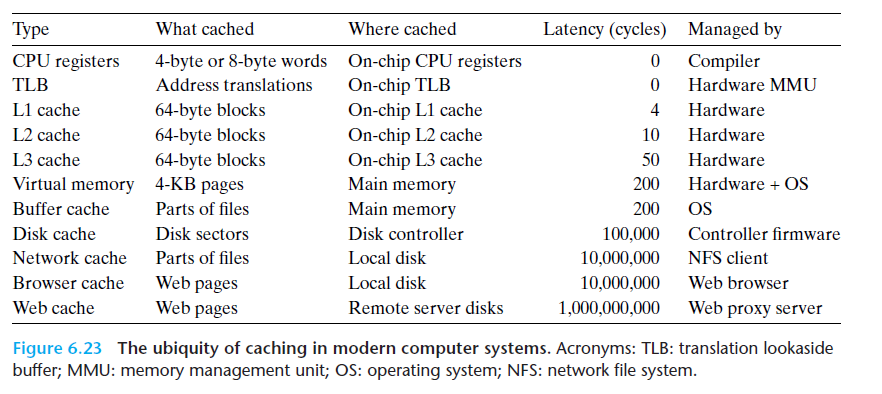 Type What cached Where cached Latency (cycles) Managed by
CPU registers 4-byte or 8-byte words On-chip CPU registers 0 Compiler
TLB Address translations On-chip TLB 0 Hardware MMU
L1 cache 64-byte blocks On-chip L1 cache 4 Hardware
L2 cache 64-byte blocks On-chip L2 cache 10 Hardware
L3 cache 64-byte blocks On-chip L3 cache 50 Hardware
Virtual memory 4-KB pages Main memory 200 Hardware + OS
Buffer cache Parts of files Main memory 200 OS
Disk cache Disk sectors Disk controller 100,000 Controller firmware
Network cache Parts of files Local disk 10,000,000 NFS client
Browser cache Web pages Local disk 10,000,000 Web browser
Web cache Web pages Remote server disks 1,000,000,000 Web proxy server
Figure 6.23 The ubiquity of caching in modern computer systems. Acronyms: TLB: translation lookaside
buffer; MMU: memory management unit; OS: operating system; NFS: network file system.